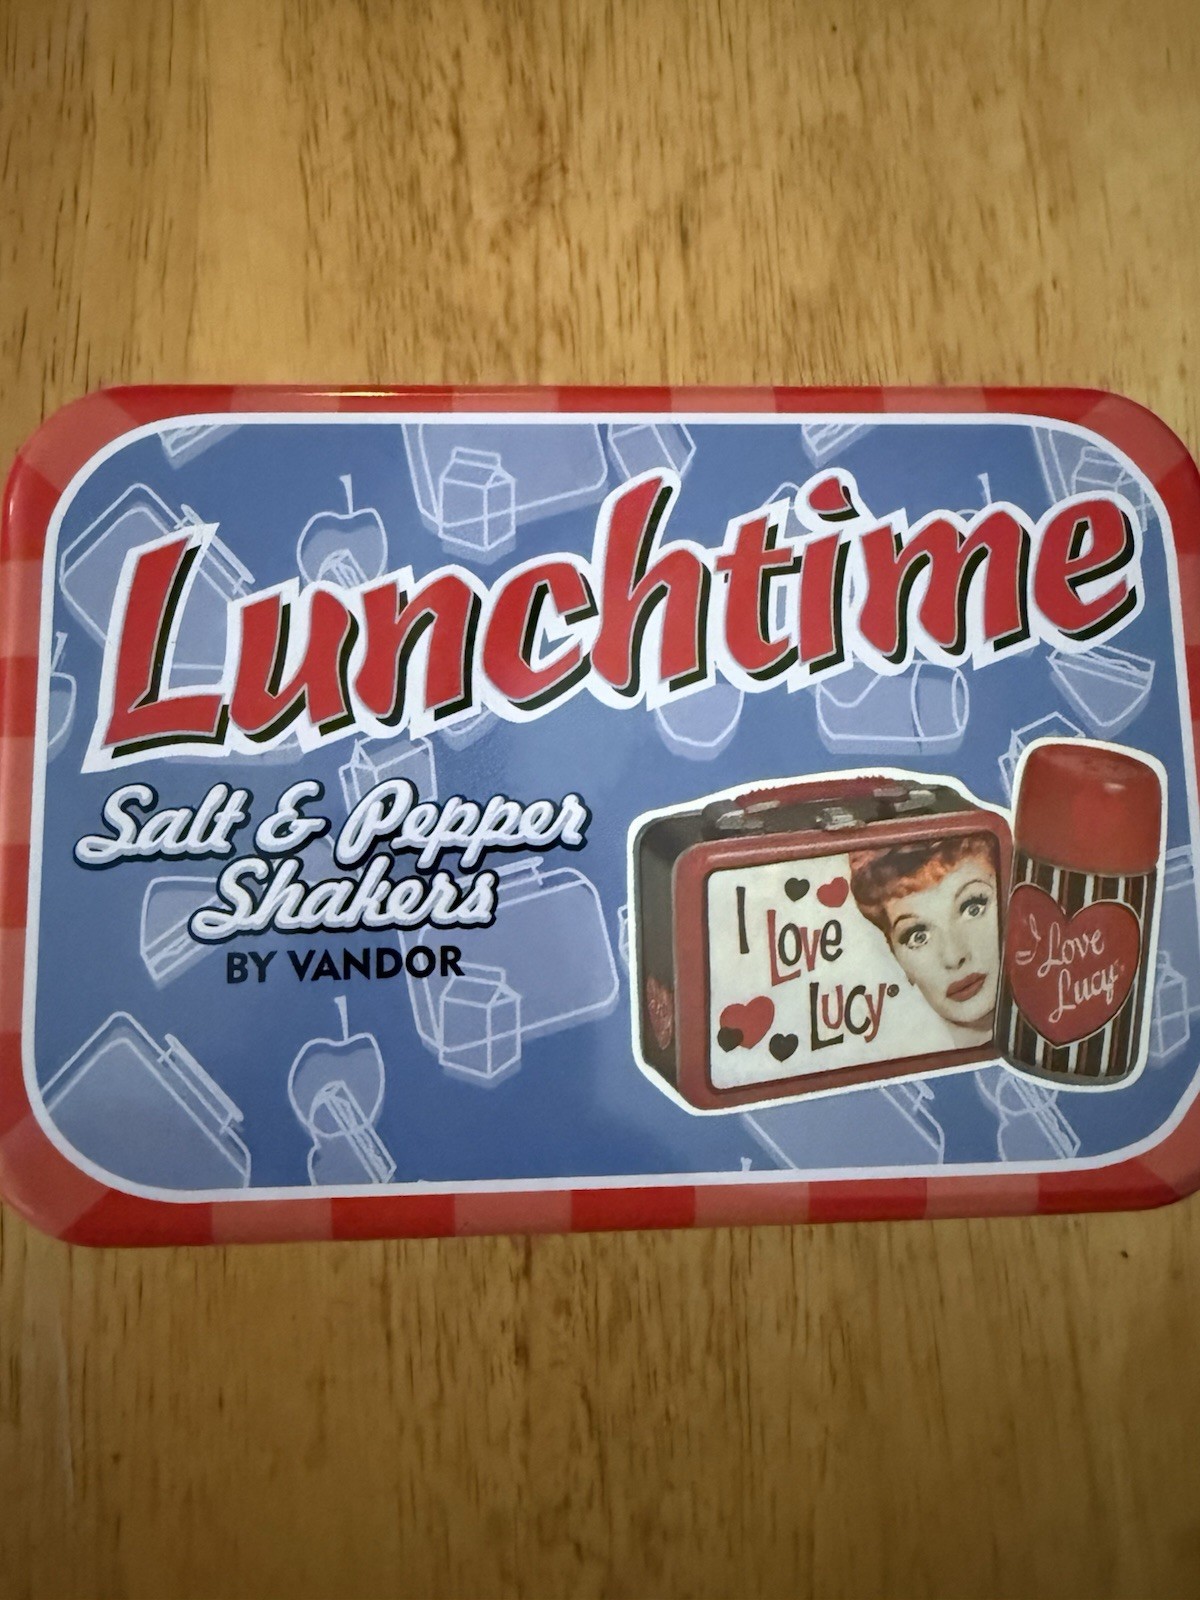 Lunchtime
Salt & Pepper
Shakers
BY VANDOR
I
Love
Lucy®
I Love
Lucy